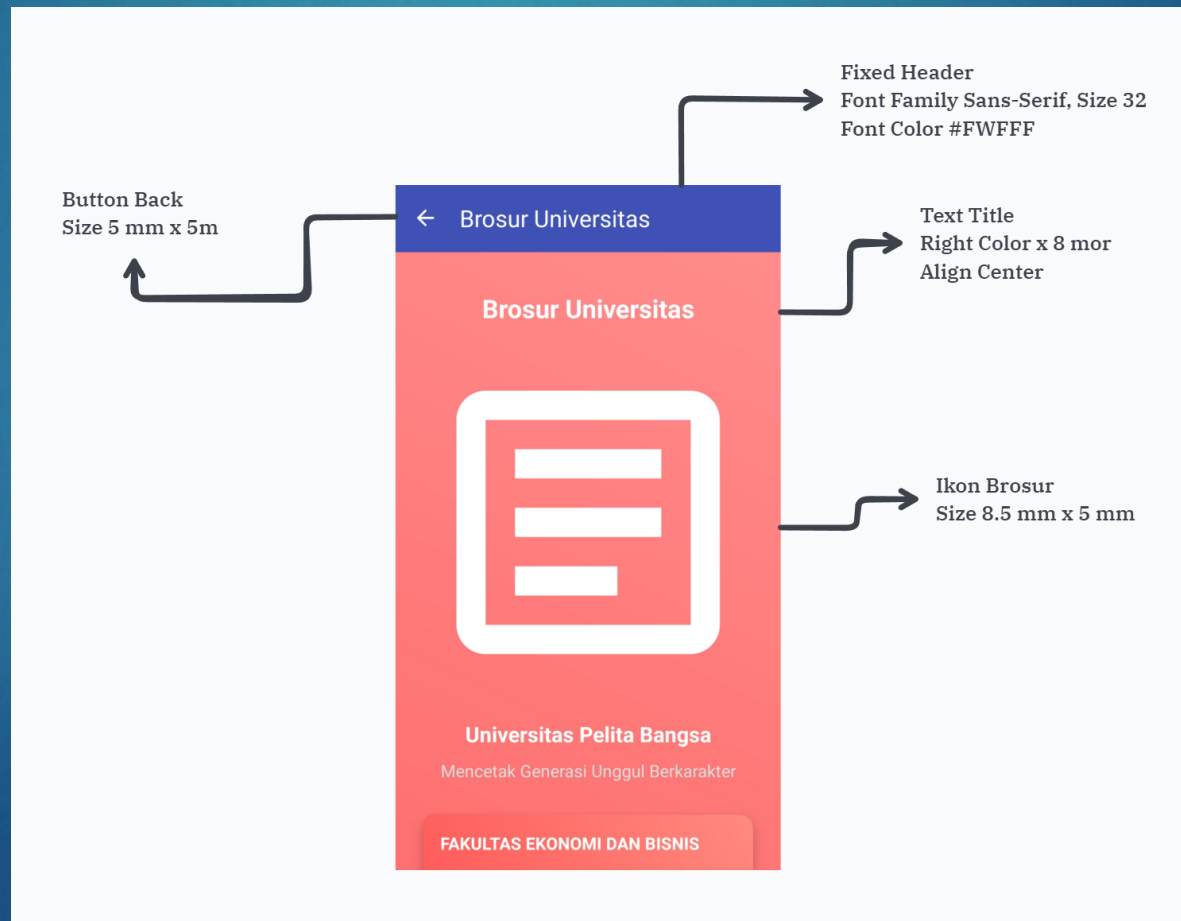 Fixed Header
Font Family Sans-Serif, Size 32
Font Color #FWFFF
Button Back
Size 5 mm x 5m
Text Title
Right Color x 8 mor
Align Center
Brosur Universitas
Brosur Universitas
Ikon Brosur
Size 8.5 mm x 5 mm
Universitas Pelita Bangsa
Mencetak Generasi Unggul Berkarakter
FAKULTAS EKONOMI DAN BISNIS